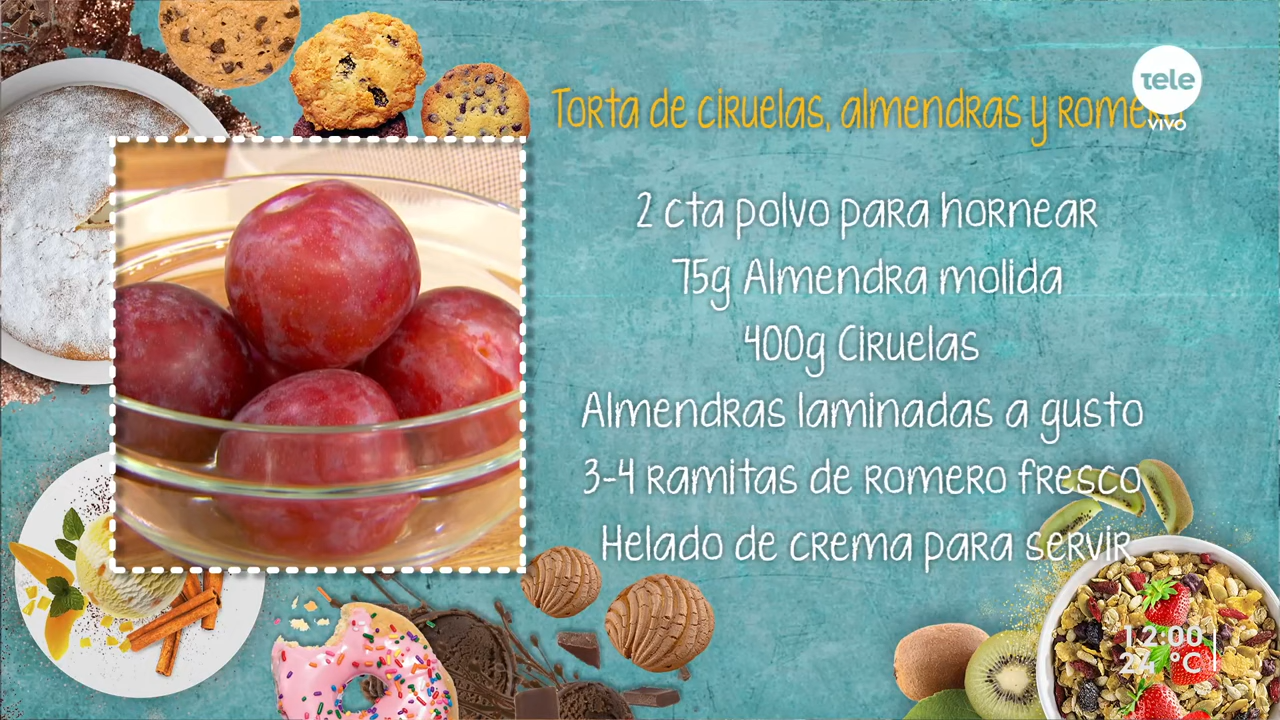 Torta de ciruelas, almendras y romero
tele
vivo
2 cta polvo para hornear
75g Almendra molida
400g Ciruelas
Almendras laminadas a gusto
3-4 ramitas de romero fresco
Helado de crema para servir
12:00
24 °C